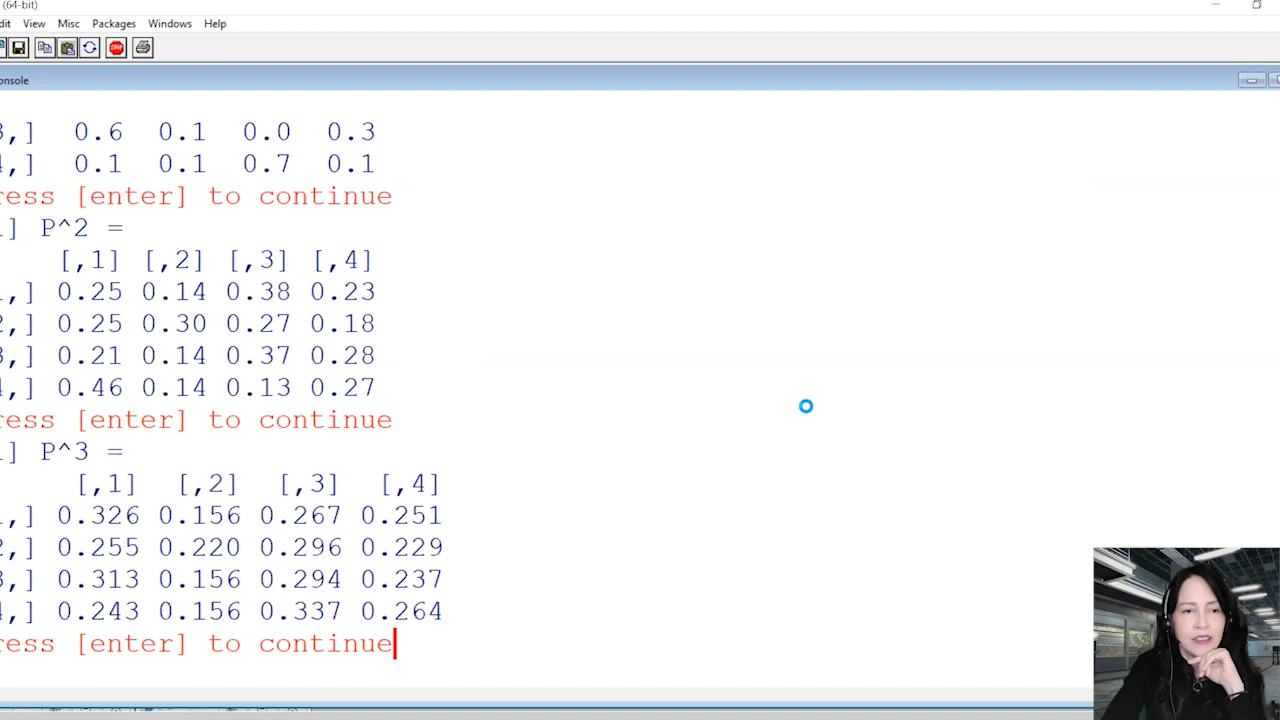 (64-bit)
dit View Misc Packages Windows Help
onsole
3,] 0.6 0.1 0.0 0.3
4,] 0.1 0.1 0.7 0.1
ress [enter] to continue
] P^2 =
[,1] [,2] [,3] [,4]
,] 0.25 0.14 0.38 0.23
2,] 0.25 0.30 0.27 0.18
3,] 0.21 0.14 0.37 0.28
4,] 0.46 0.14 0.13 0.27
ress [enter] to continue
] P^3 =
[,1] [,2] [,3] [,4]
,] 0.326 0.156 0.267 0.251
2,] 0.255 0.220 0.296 0.229
3,] 0.313 0.156 0.294 0.237
4,] 0.243 0.156 0.337 0.264
ress [enter] to continue